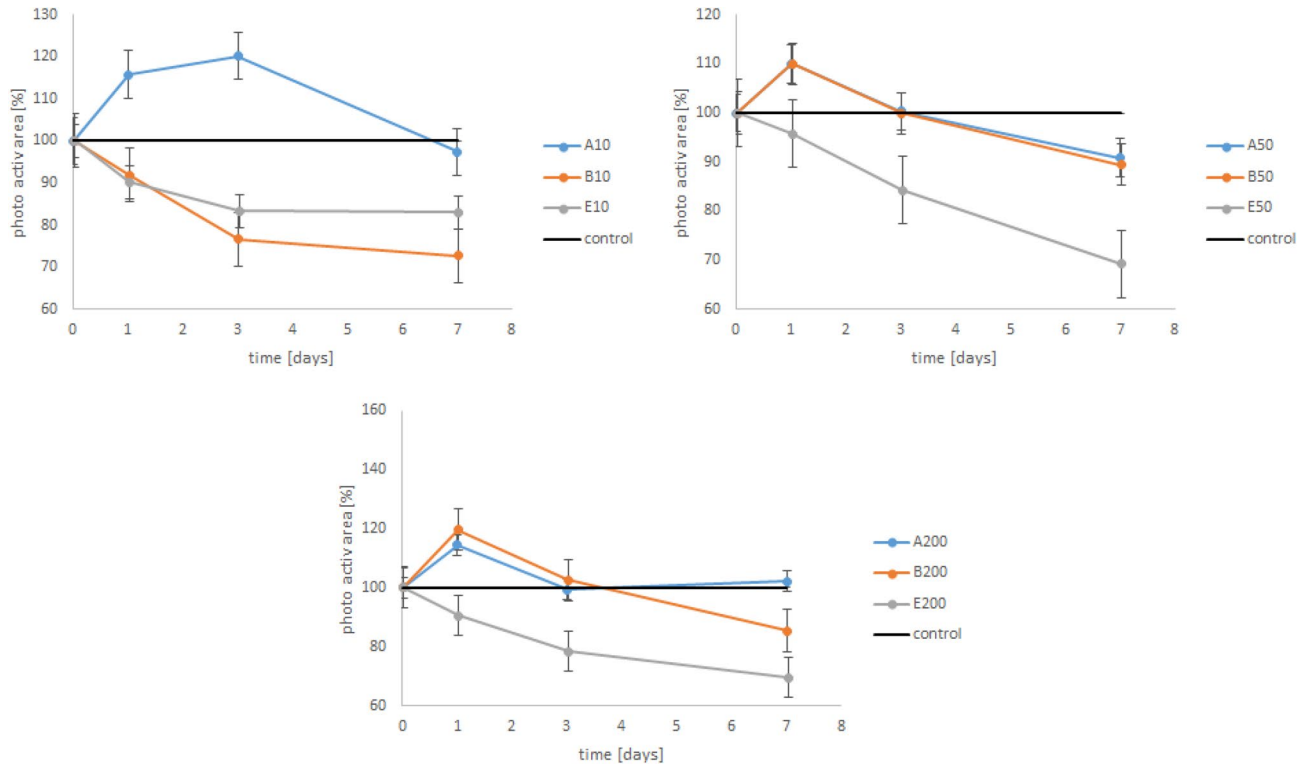 130
120
110
100
90
80
70
60
photo activ area [%]
0 1 2 3 4 5 6 7 8
time [days]
A10
B10
E10
control
120
110
100
90
80
70
60
photo activ area [%]
0 1 2 3 4 5 6 7 8
time [days]
A50
B50
E50
control
160
140
120
100
80
60
photo activ area [%]
0 1 2 3 4 5 6 7 8
time [days]
A200
B200
E200
control